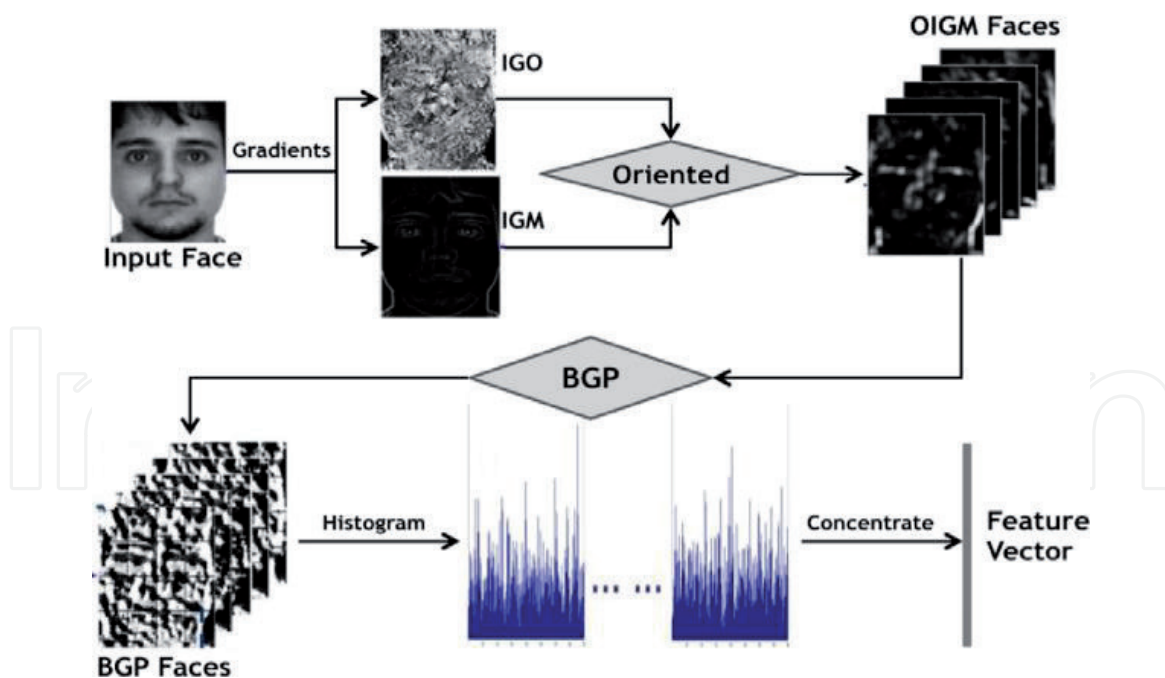 OIGM Faces
IGO
Gradients
Oriented
IGM
Input Face
BGP
Histogram
Concentrate
Feature
Vector
BGP Faces